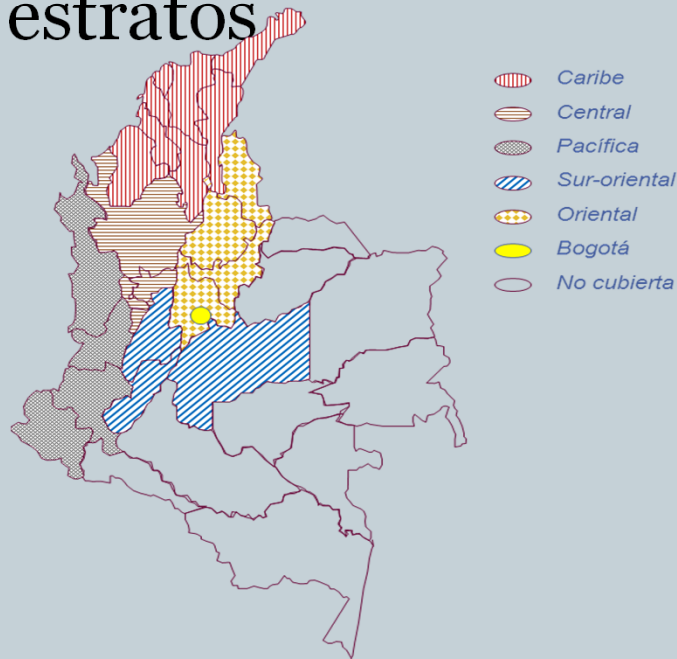 estratos
Caribe
Central
Pacífica
Sur-oriental
Oriental
Bogotá
No cubierta